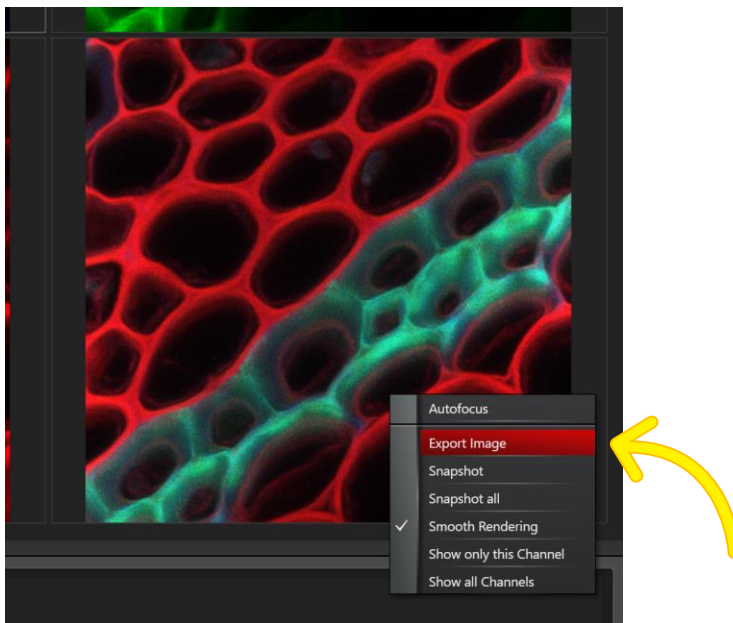 Autofocus
Export Image
Snapshot
Snapshot all
Smooth Rendering
Show only this Channel
Show all Channels